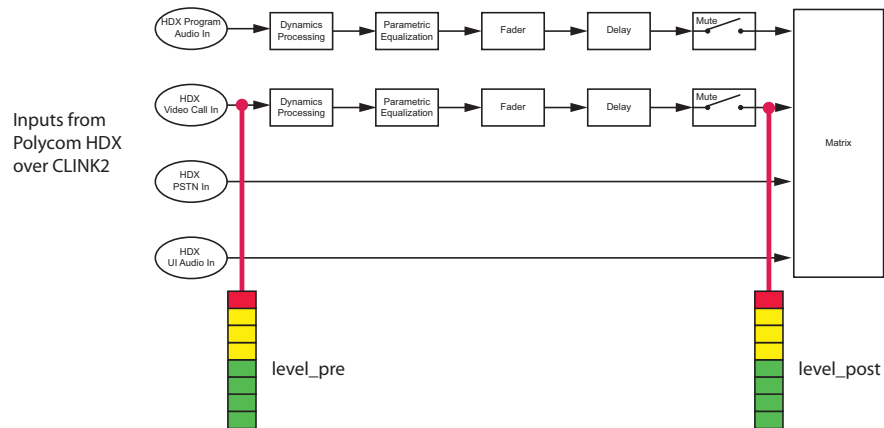 HDX Program
Audio In
Dynamics
Processing
Parametric
Equalization
Fader
Delay
Mute
HDX
Video Call In
Dynamics
Processing
Parametric
Equalization
Fader
Delay
Mute
Matrix
Inputs from
Polycom HDX
over CLINK2
HDX
PSTN In
HDX
UI Audio In
level_pre
level_post